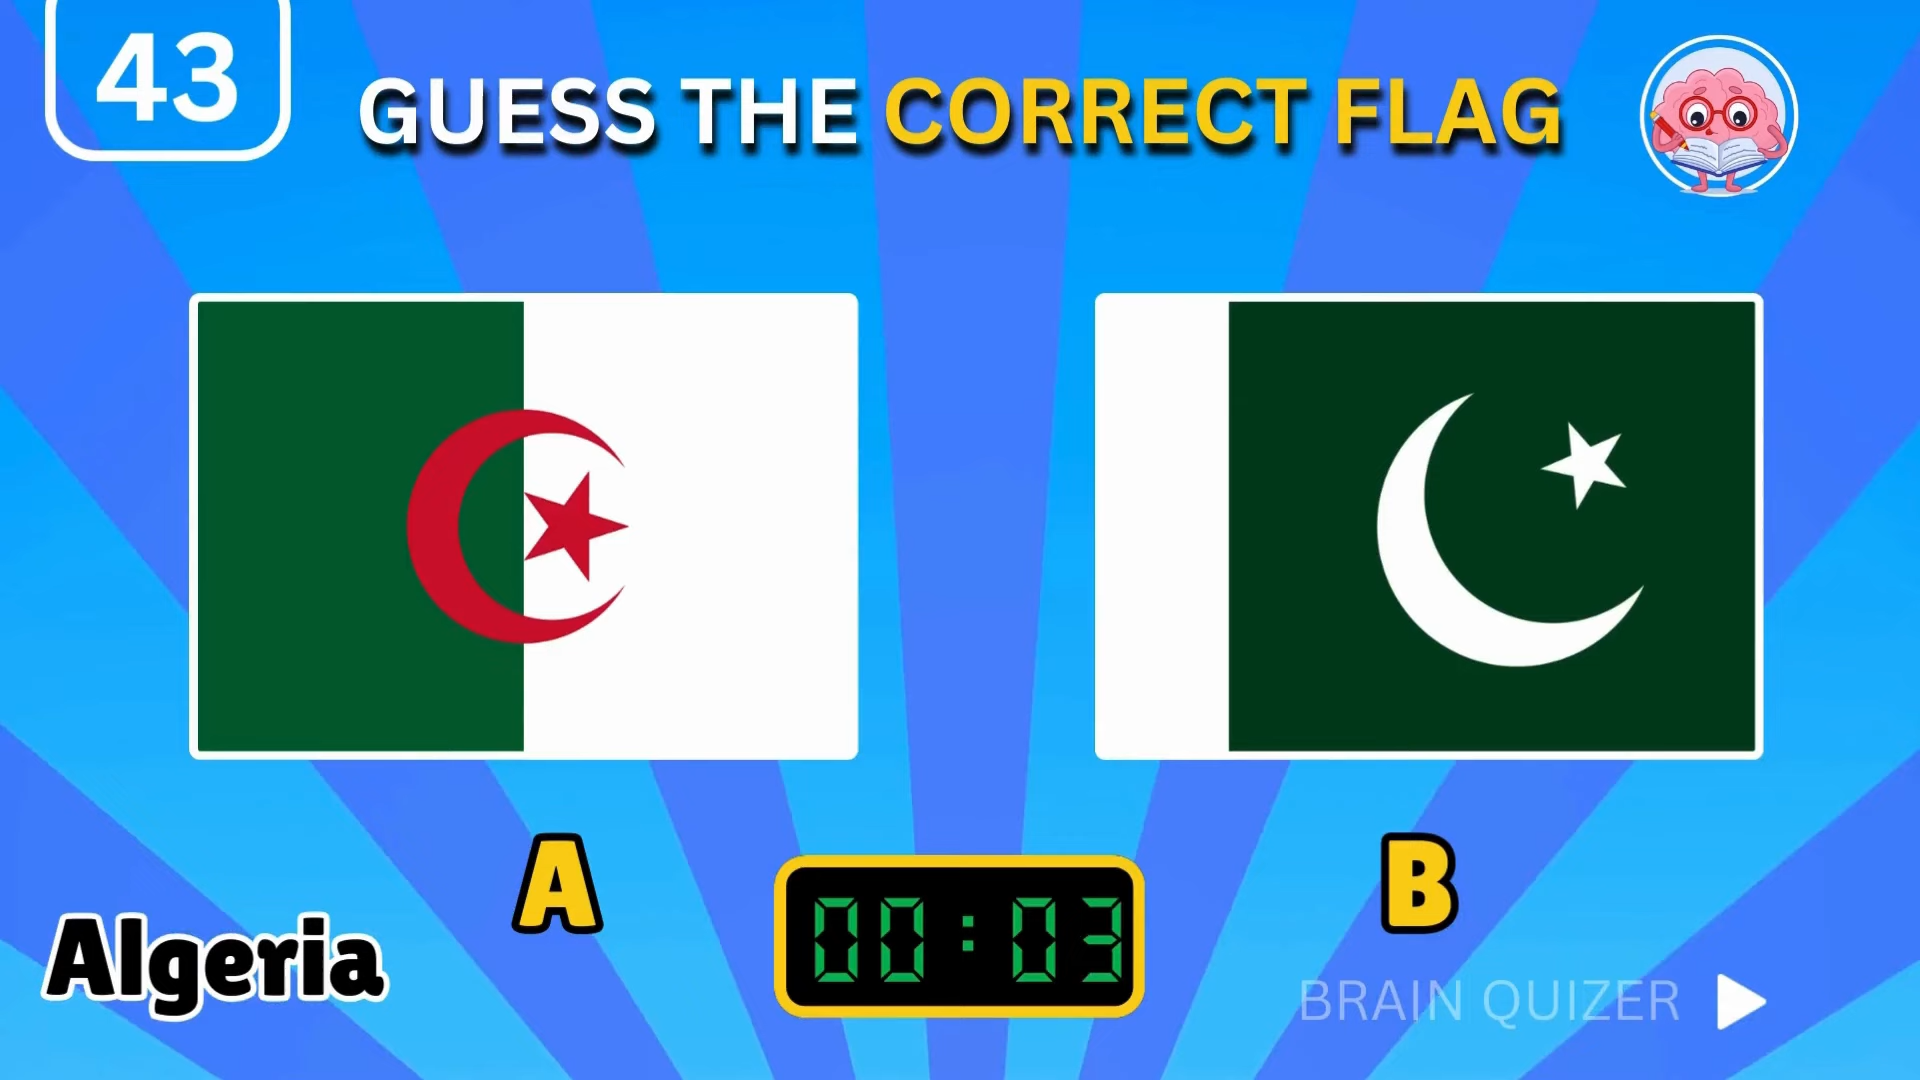 43
GUESS THE CORRECT FLAG
A
B
00:03
Algeria
BRAIN QUIZER